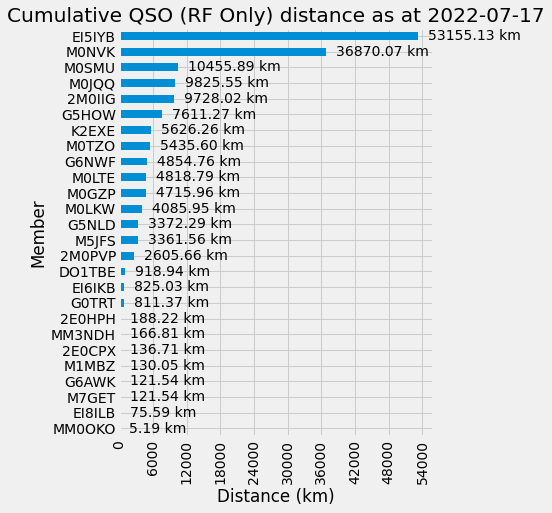 Cumulative QSO (RF Only) distance as at 2022-07-17
EI5IYB 53155.13 km
M0NVK 36870.07 km
M0SMU 10455.89 km
M0JQQ 9825.55 km
2M0IIG 9728.02 km
G5HOW 7611.27 km
K2EXE 5626.26 km
M0TZO 5435.60 km
G6NWF 4854.76 km
M0LTE 4818.79 km
M0GZP 4715.96 km
M0LKW 4085.95 km
G5NLD 3372.29 km
M5JFS 3361.56 km
2M0PVP 2605.66 km
DO1TBE 918.94 km
EI6IKB 825.03 km
G0TRT 811.37 km
2E0HPH 188.22 km
MM3NDH 166.81 km
2E0CPX 136.71 km
M1MBZ 130.05 km
G6AWK 121.54 km
M7GET 121.54 km
EI8ILB 75.59 km
MM0OKO 5.19 km
Member
0 6000 12000 18000 24000 30000 36000 42000 48000 54000
Distance (km)